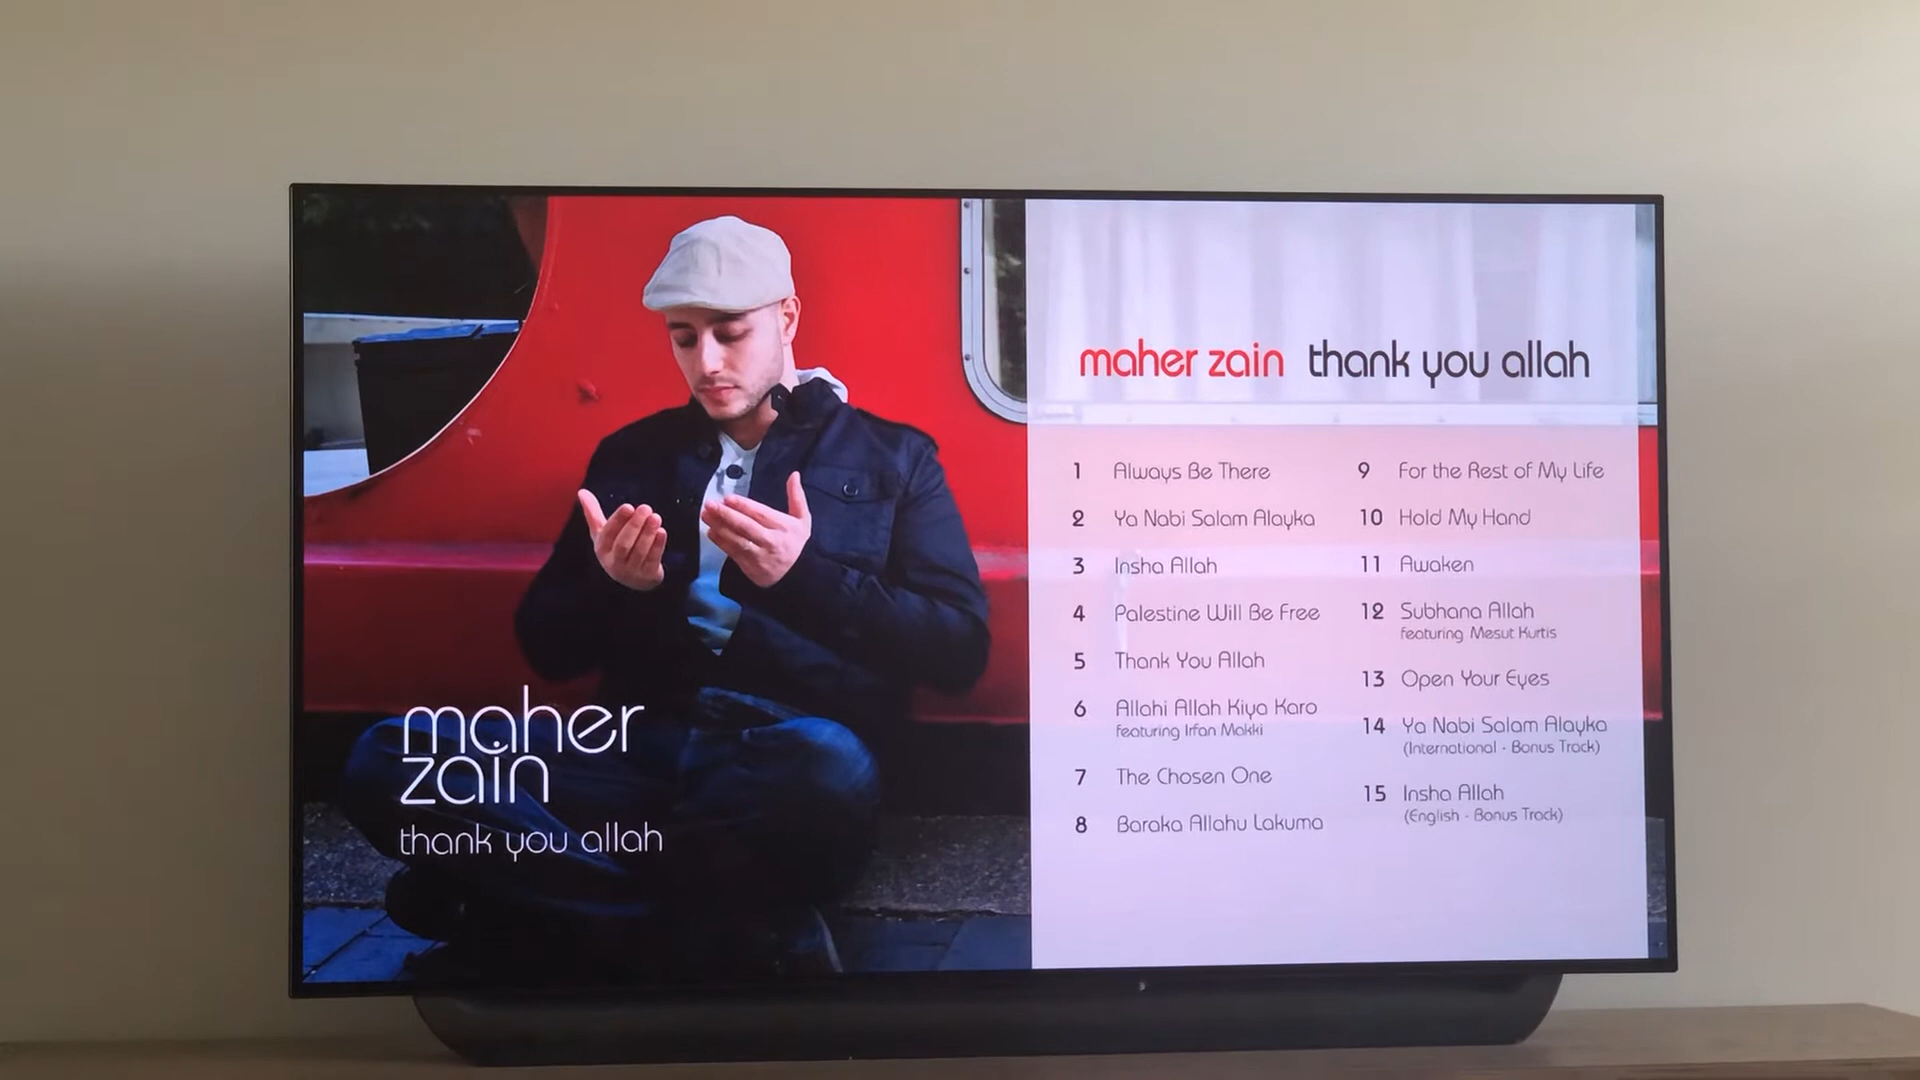 maher
zain
thank you allah
maher zain thank you allah
1 Always Be There
2 Ya Nabi Salam Alayka
3 Insha Allah
4 Palestine Will Be Free
5 Thank You Allah
6 Allahi Allah Kiya Karo
featuring Irfan Makki
7 The Chosen One
8 Baraka Allahu Lakuma
9 For the Rest of My Life
10 Hold My Hand
11 Awaken
12 Subhana Allah
featuring Mesut Kurtis
13 Open Your Eyes
14 Ya Nabi Salam Alayka
(International - Bonus Track)
15 Insha Allah
(English - Bonus Track)